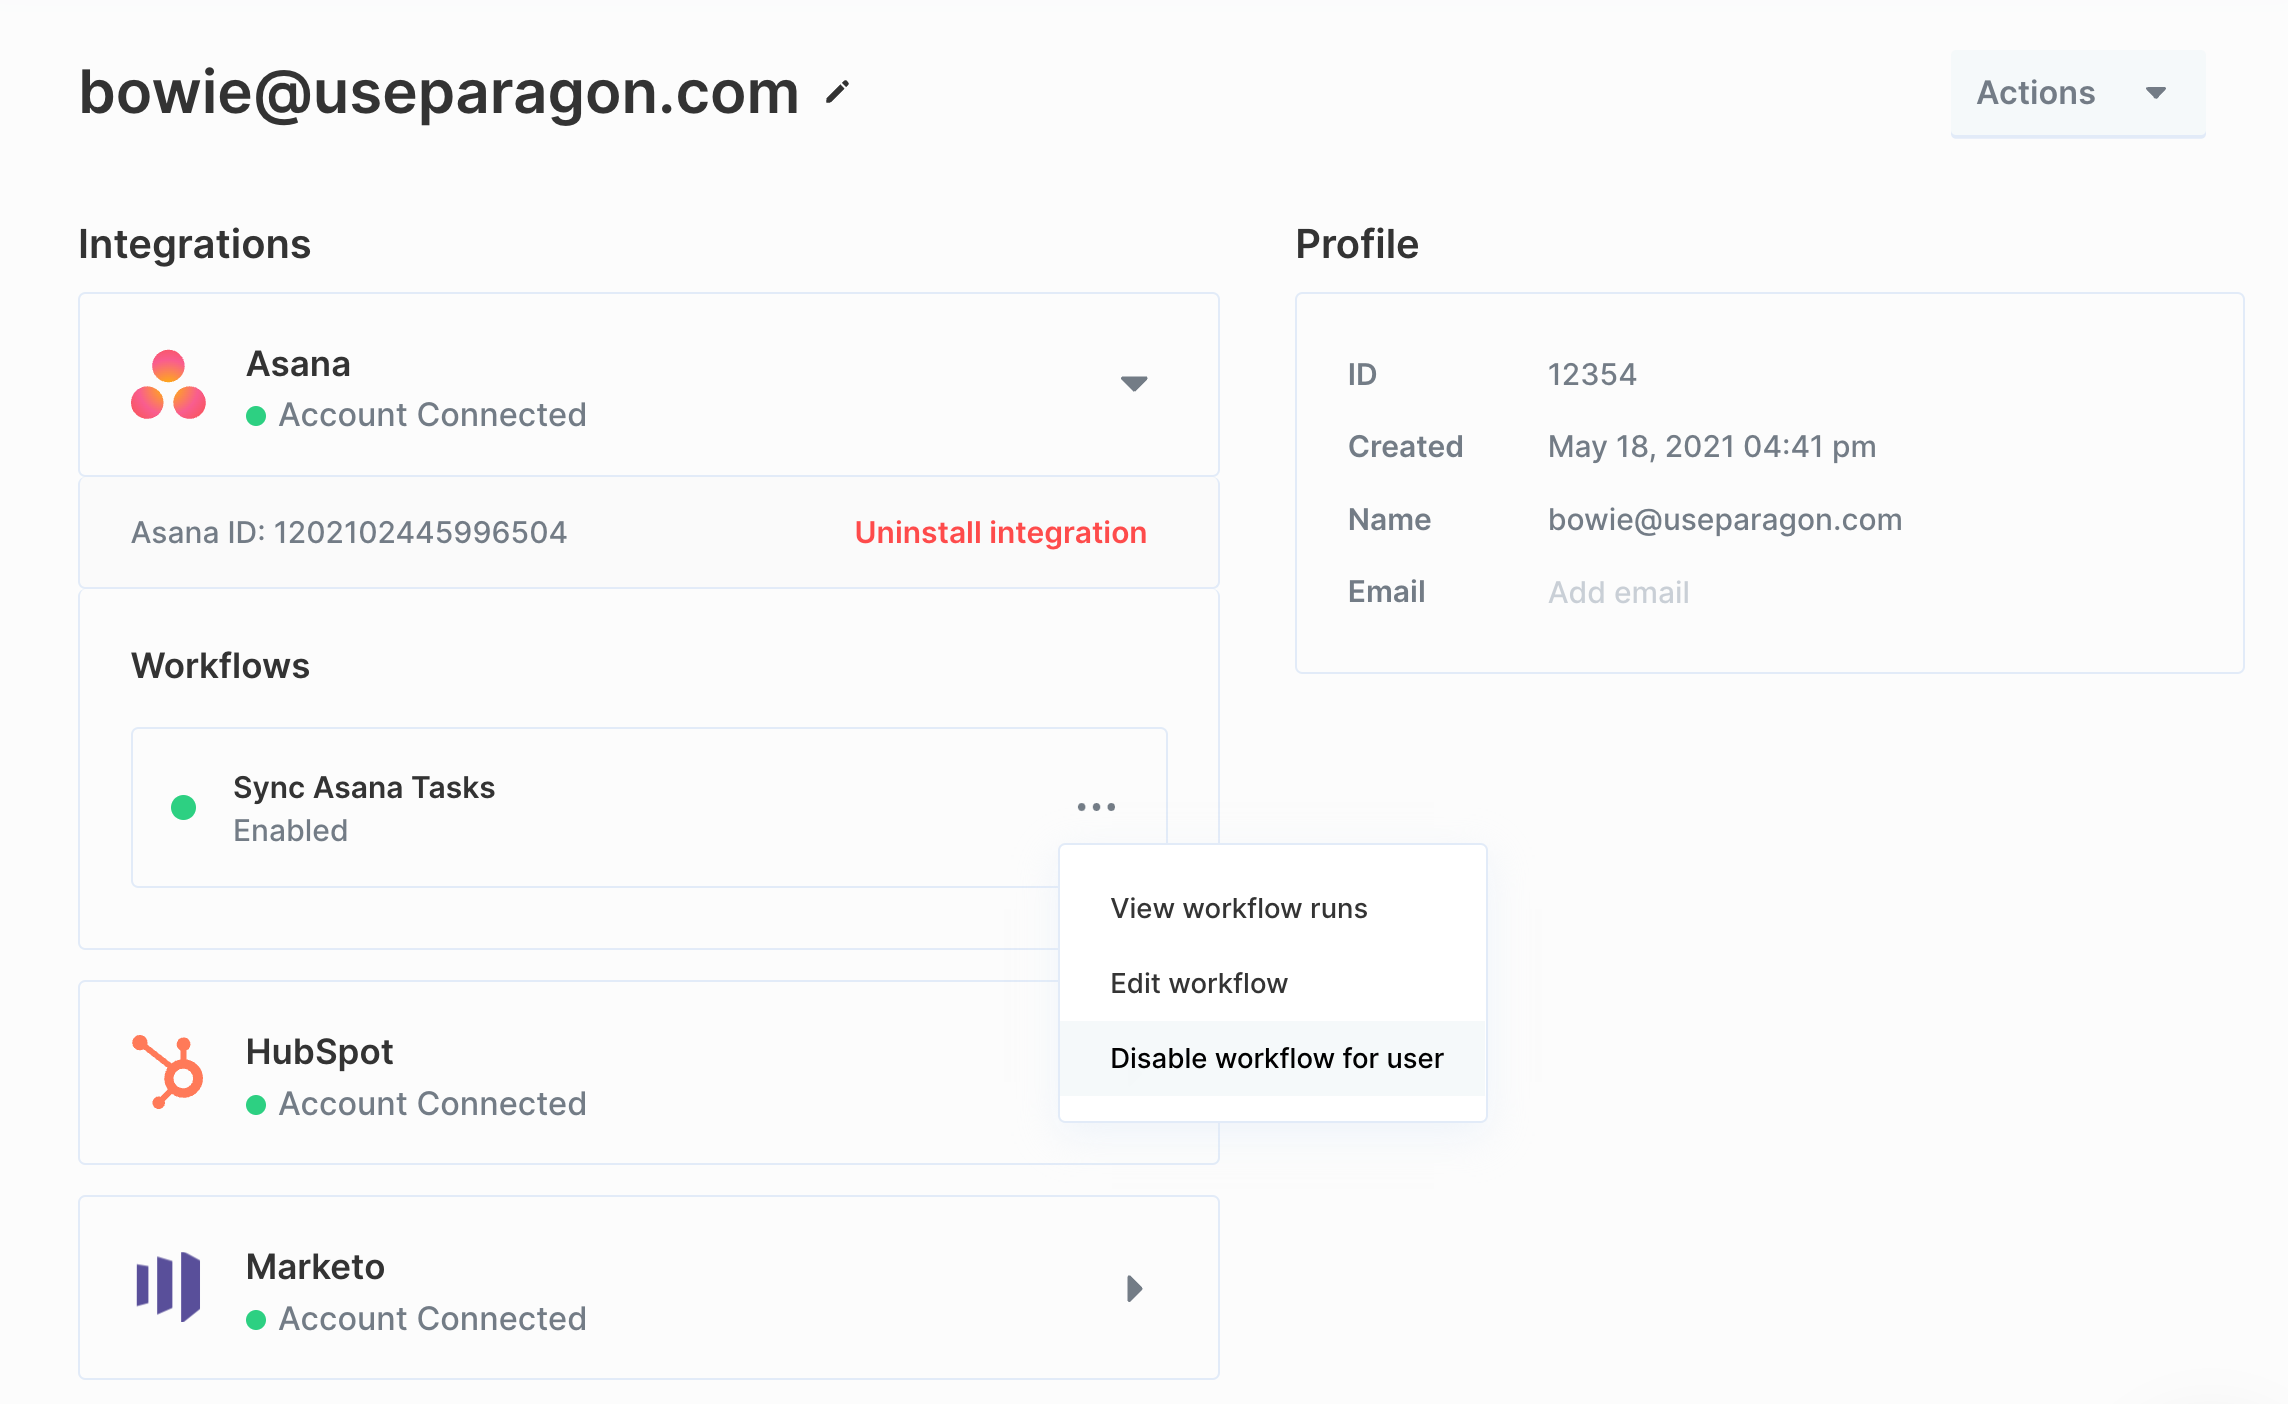 bowie@useparagon.com
Actions
Integrations
Asana
Account Connected
Asana ID: 1202102445996504
Uninstall integration
Workflows
Sync Asana Tasks
Enabled
View workflow runs
Edit workflow
Disable workflow for user
HubSpot
Account Connected
Marketo
Account Connected
Profile
ID 12354
Created May 18, 2021 04:41 pm
Name bowie@useparagon.com
Email Add email